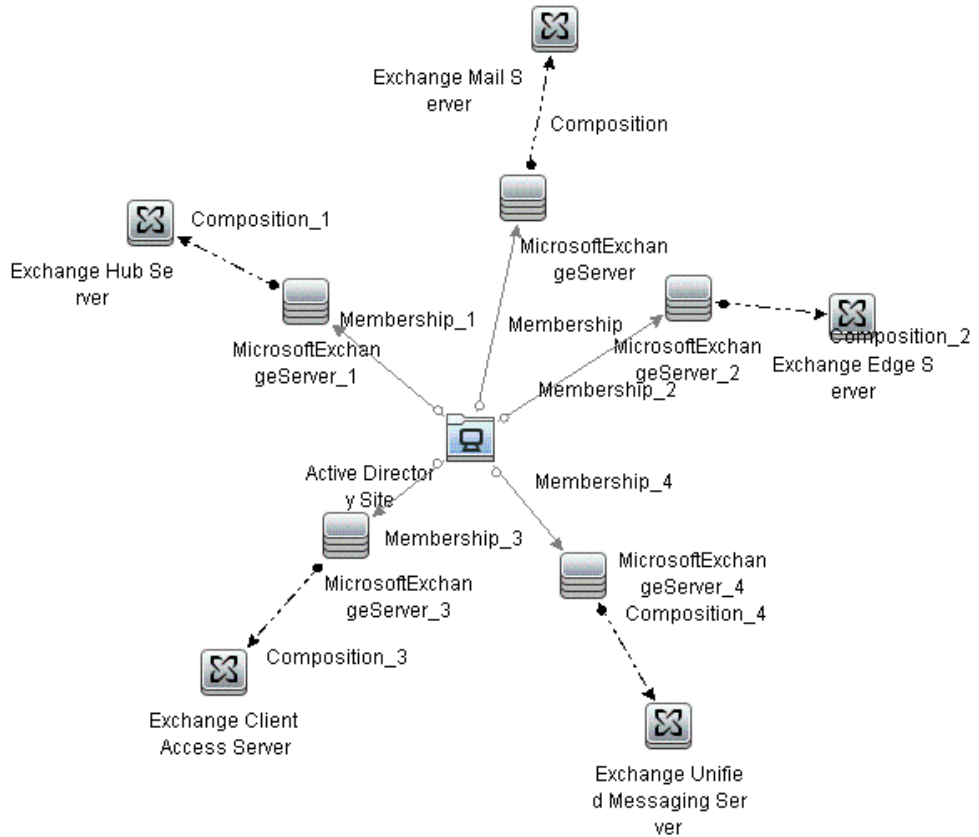 Exchange Mail S
erver
Composition
Composition_1
Exchange Hub Se
rver
MicrosoftExchan
geServer
Membership_1
Membership
MicrosoftExchan
geServer_1
MicrosoftExchan
geServer_2
Composition_2
Exchange Edge S
erver
Membership_2
Active Director
y Site
Membership_4
Membership_3
MicrosoftExchan
geServer_3
MicrosoftExchan
geServer_4
Composition_4
Composition_3
Exchange Client
Access Server
Exchange Unifie
d Messaging Ser
ver